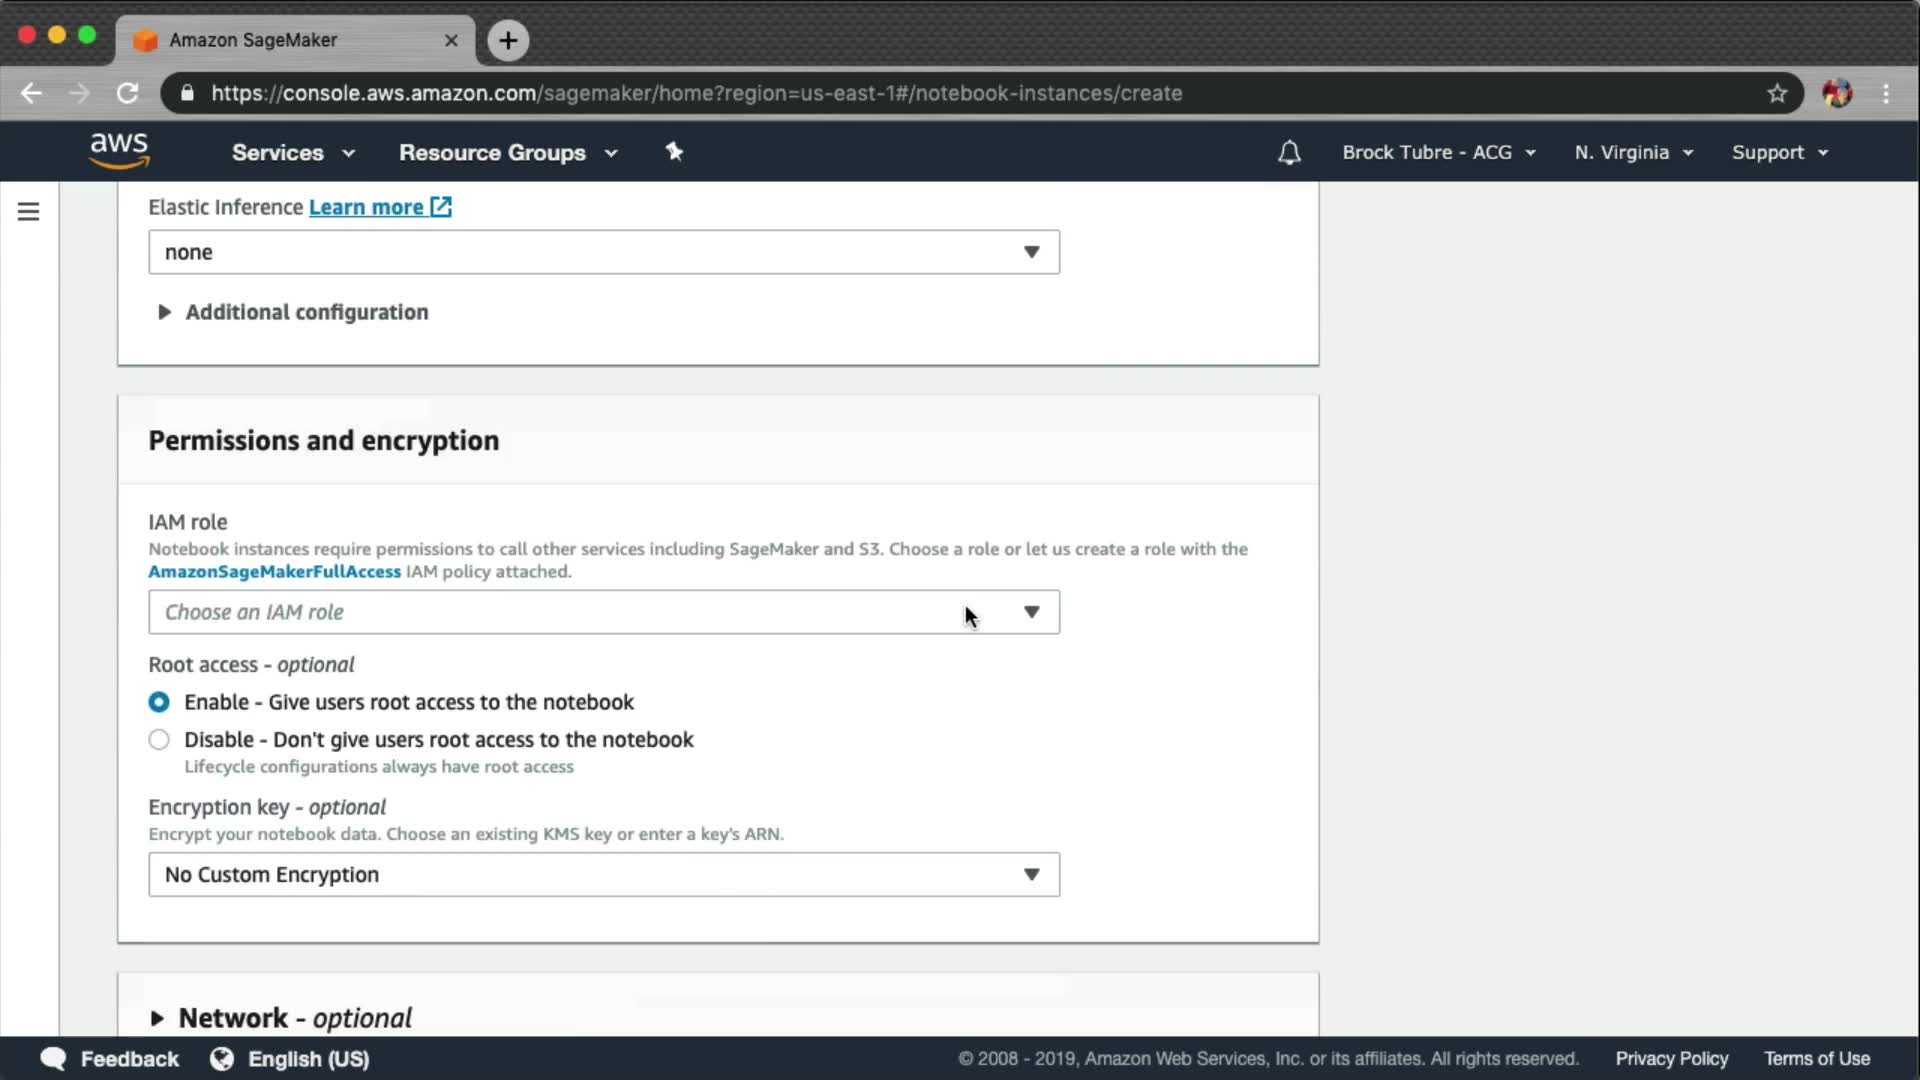 Amazon SageMaker
https://console.aws.amazon.com/sagemaker/home?region=us-east-1#/notebook-instances/create
aws
Services
Resource Groups
Brock Tubre - ACG
N. Virginia
Support
Elastic Inference Learn more
none
Additional configuration
Permissions and encryption
IAM role
Notebook instances require permissions to call other services including SageMaker and S3. Choose a role or let us create a role with the
AmazonSageMakerFullAccess IAM policy attached.
Choose an IAM role
Root access - optional
Enable - Give users root access to the notebook
Disable - Don't give users root access to the notebook
Lifecycle configurations always have root access
Encryption key - optional
Encrypt your notebook data. Choose an existing KMS key or enter a key's ARN.
No Custom Encryption
Network - optional
Feedback
English (US)
© 2008 - 2019, Amazon Web Services, Inc. or its affiliates. All rights reserved.
Privacy Policy
Terms of Use